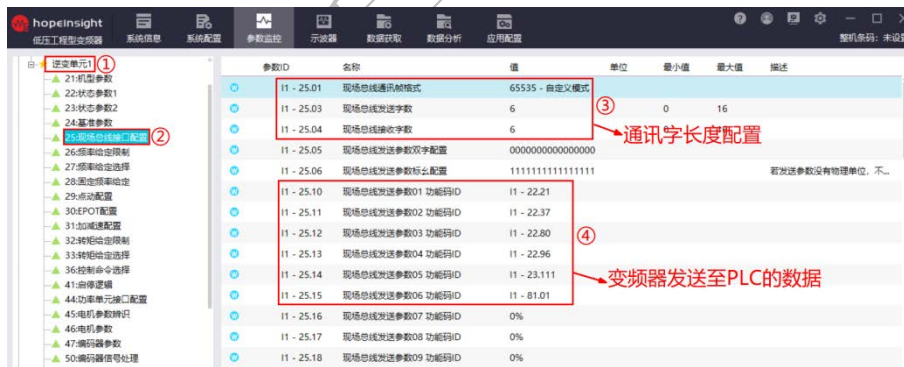 hopeinsight
低压工程型变频器
系统信息
系统配置
参数监控
示波器
数据获取
数据分析
应用配置
整机条码：未设
逆变单元1 ①
21:机型参数
22:状态参数1
23:状态参数2
24:基准参数
25:现场总线接口配置 ②
26:频率给定限制
27:频率给定选择
28:固定频率给定
29:点动配置
30:EPOT配置
31:加减速配置
32:转矩给定限制
33:转矩给定选择
36:控制命令选择
41:启停逻辑
44:功率单元接口配置
45:电机参数辨识
46:电机参数
47:编码器参数
50:编码器信号处理
参数ID 名称 值 单位 最小值 最大值 描述
I1 - 25.01 现场总线通讯帧格式 65535 - 自定义模式
I1 - 25.03 现场总线发送字数 6 ③ 0 16
I1 - 25.04 现场总线接收字数 6
通讯字长度配置
I1 - 25.05 现场总线发送参数双字配置 0000000000000000
I1 - 25.06 现场总线发送参数标幺配置 1111111111111111 若发送参数没有物理单位，不...
I1 - 25.10 现场总线发送参数01 功能码ID I1 - 22.21
I1 - 25.11 现场总线发送参数02 功能码ID I1 - 22.37
I1 - 25.12 现场总线发送参数03 功能码ID I1 - 22.80 ④
I1 - 25.13 现场总线发送参数04 功能码ID I1 - 22.96
I1 - 25.14 现场总线发送参数05 功能码ID I1 - 23.111
变频器发送至PLC的数据
I1 - 25.15 现场总线发送参数06 功能码ID I1 - 81.01
I1 - 25.16 现场总线发送参数07 功能码ID 0%
I1 - 25.17 现场总线发送参数08 功能码ID 0%
I1 - 25.18 现场总线发送参数09 功能码ID 0%